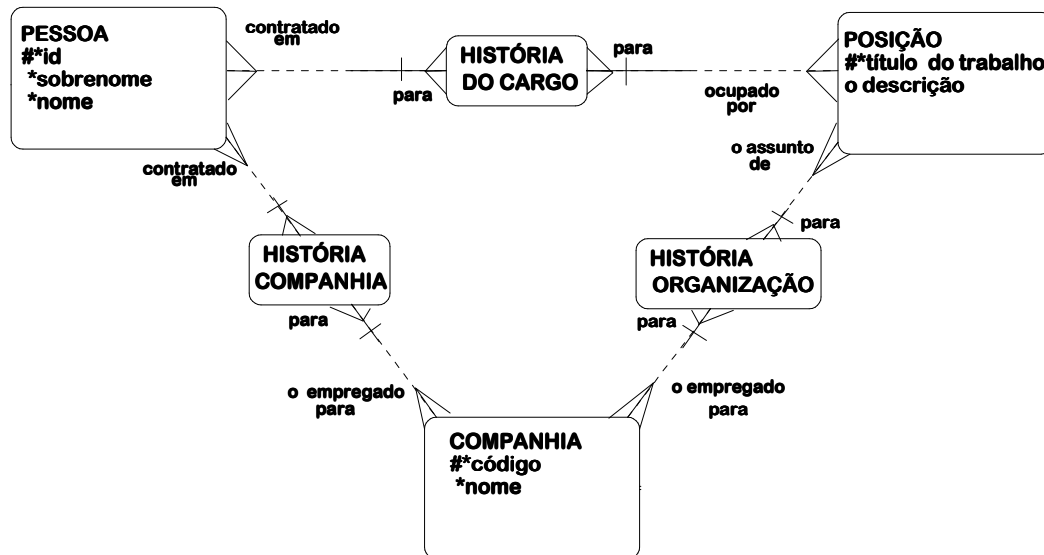 PESSOA
#*id
*sobrenome
*nome
contratado
em
para
HISTÓRIA
DO CARGO
para
ocupado
por
POSIÇÃO
#*título do trabalho
o descrição
contratado
em
o assunto
de
para
HISTÓRIA
COMPANHIA
para
HISTÓRIA
ORGANIZAÇÃO
para
o empregado
para
o empregado
para
COMPANHIA
#*código
*nome